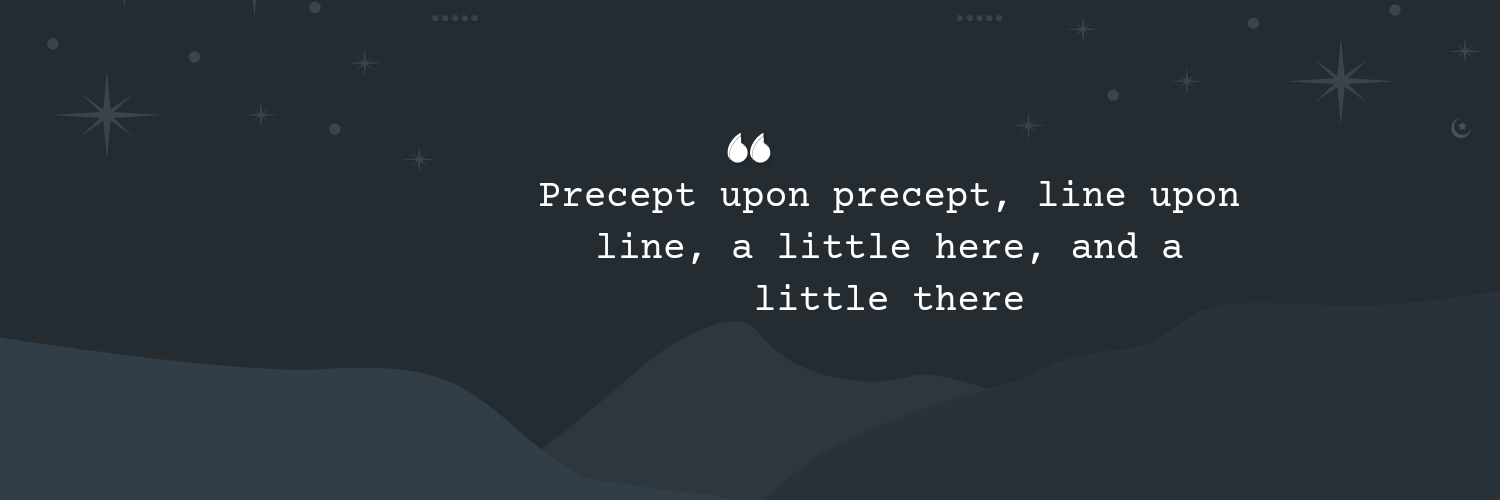 Precept upon precept, line upon
line, a little here, and a
little there